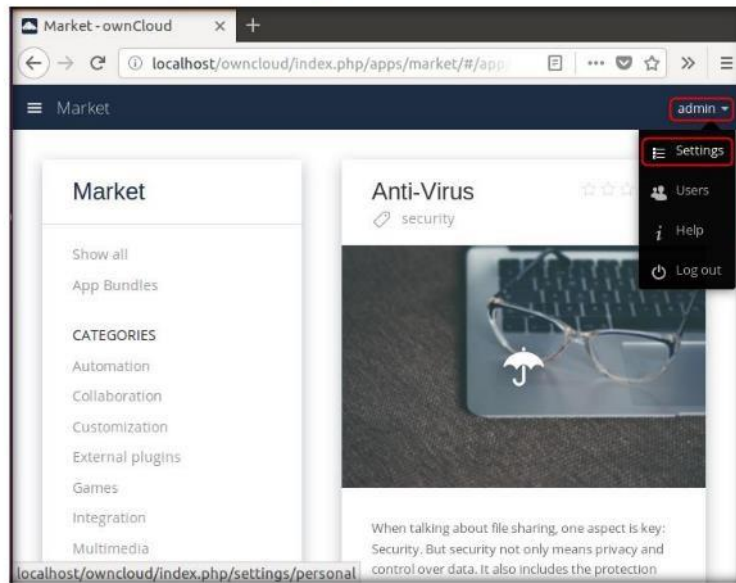 Market - ownCloud
localhost/owncloud/index.php/apps/market/#/app/
Market
admin
Settings
Users
Help
Log out
Market
Show all
App Bundles
CATEGORIES
Automation
Collaboration
Customization
External plugins
Games
Integration
Multimedia
Anti-Virus
security
When talking about file sharing, one aspect is key:
Security. But security not only means privacy and
control over data. It also includes the protection
localhost/owncloud/index.php/settings/personal